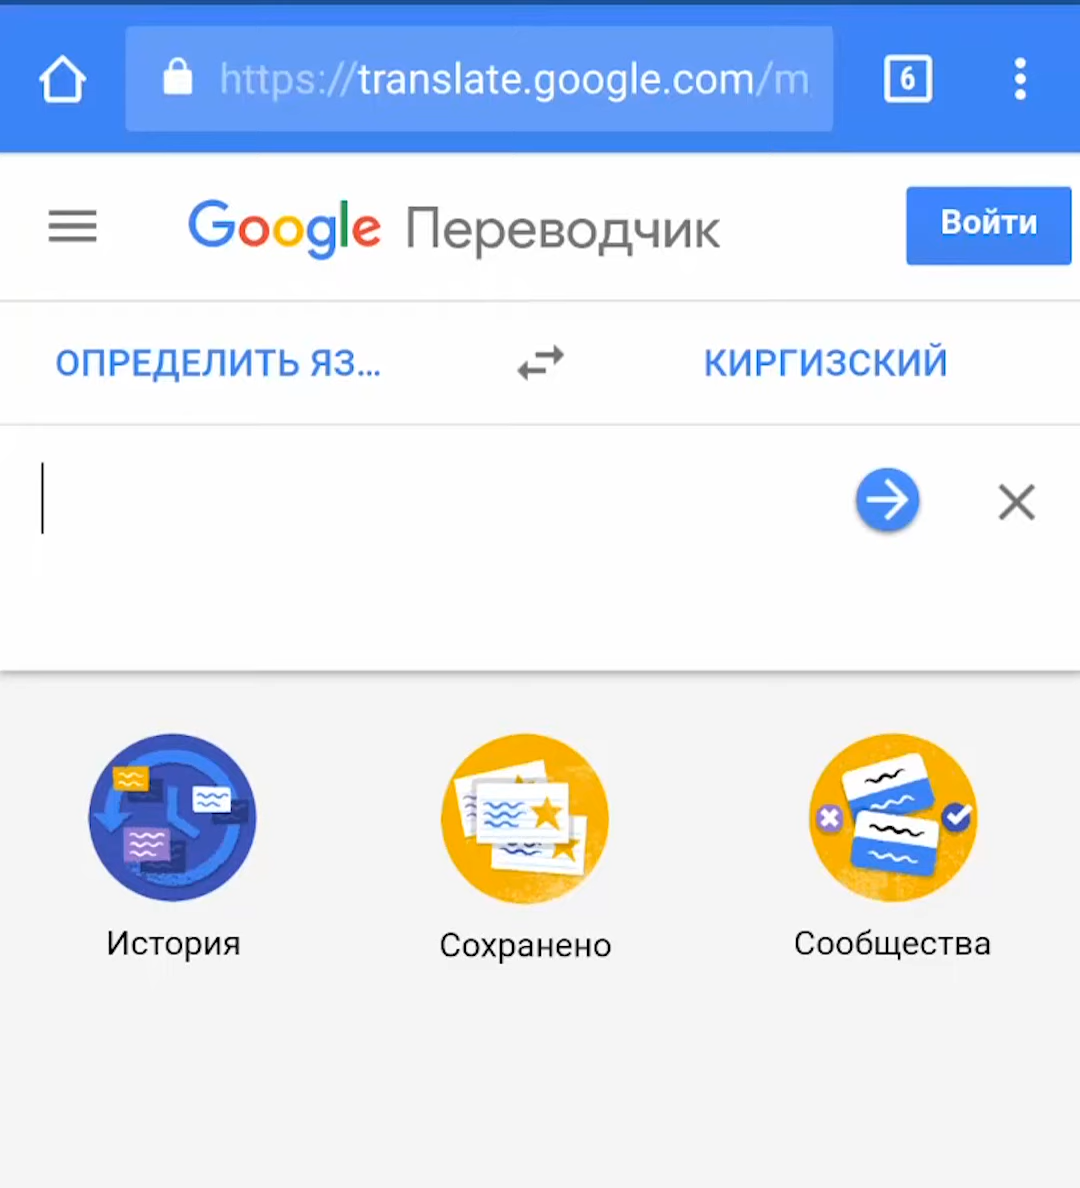 https://translate.google.com/m
6
Google Переводчик
Войти
ОПРЕДЕЛИТЬ ЯЗ...
КИРГИЗСКИЙ
История
Сохранено
Сообщества